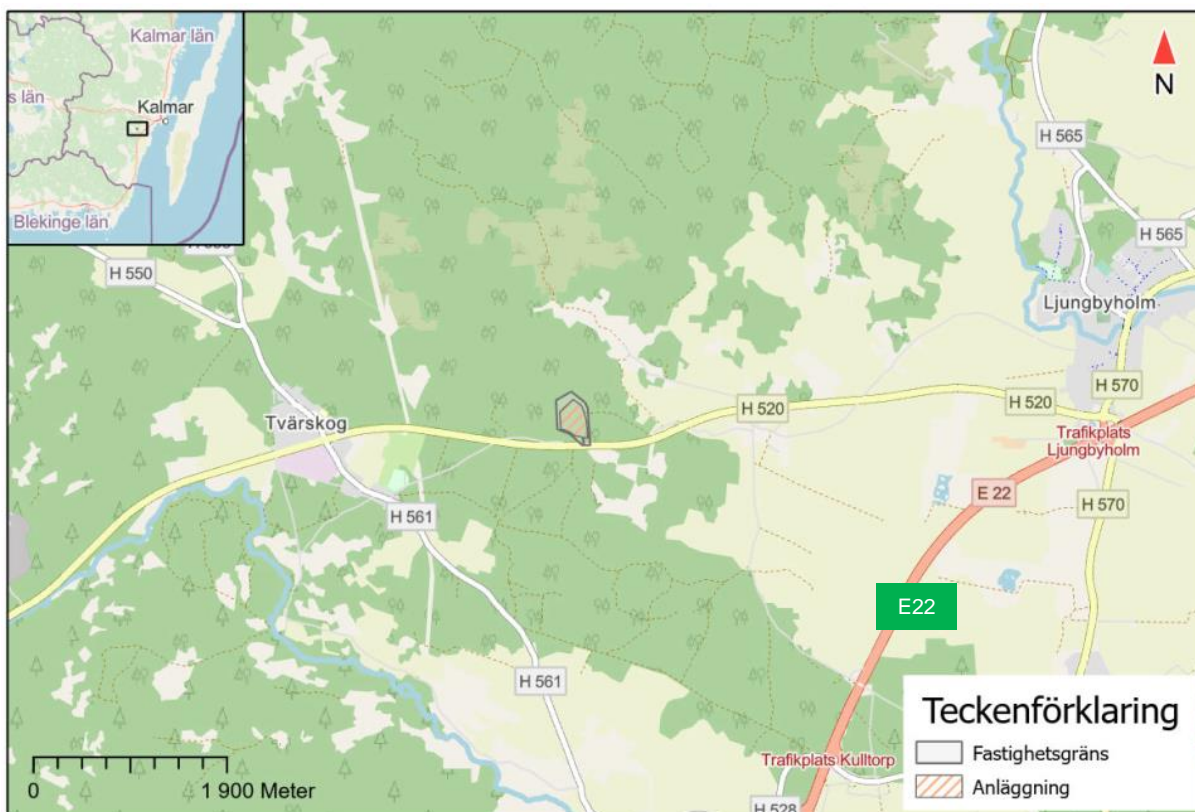 Kalmar län
s län
Kalmar
Blekinge län
N
H 565
H 565
H 550
Ljungbyholm
H 570
H 520
H 520
Tvärskog
Trafikplats
Ljungbyholm
E 22
H 570
H 561
E22
H 561
Teckenförklaring
Fastighetsgräns
Trafikplats Kulltorp
Anläggning
0
1 900 Meter
H 528